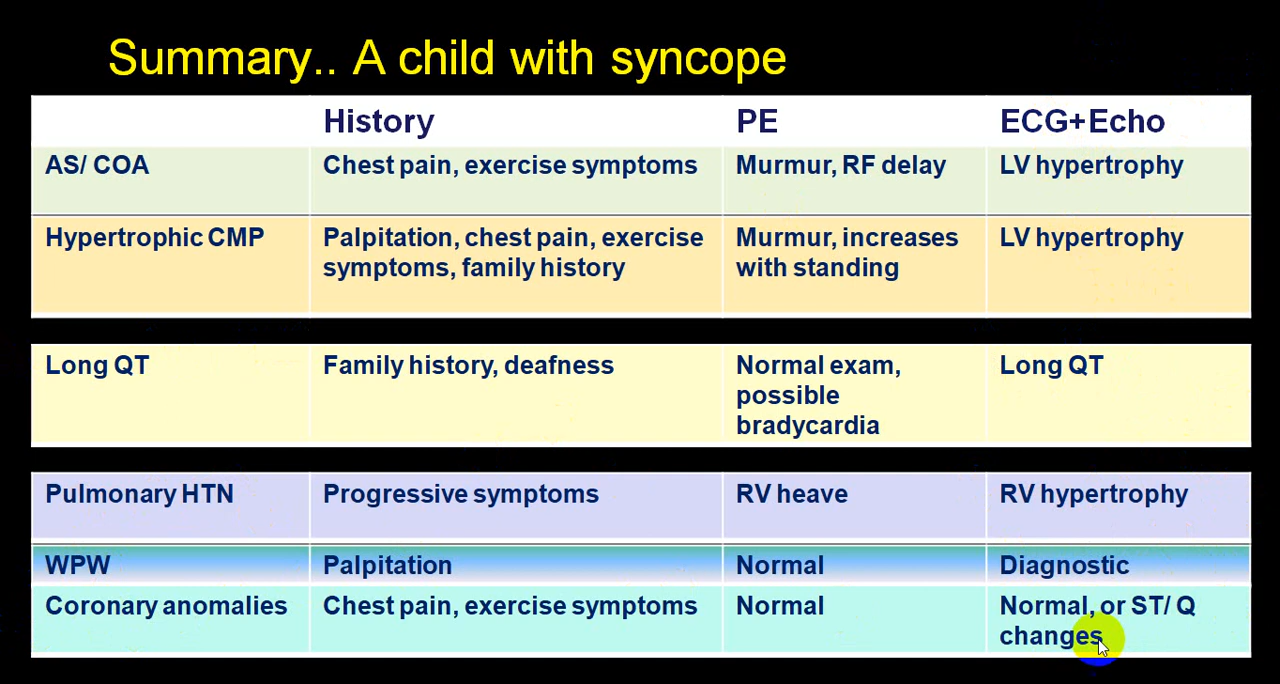 Summary.. A child with syncope
History PE ECG+Echo
AS/ COA Chest pain, exercise symptoms Murmur, RF delay LV hypertrophy
Hypertrophic CMP Palpitation, chest pain, exercise Murmur, increases LV hypertrophy
symptoms, family history with standing
Long QT Family history, deafness Normal exam, Long QT
possible
bradycardia
Pulmonary HTN Progressive symptoms RV heave RV hypertrophy
WPW Palpitation Normal Diagnostic
Coronary anomalies Chest pain, exercise symptoms Normal Normal, or ST/ Q
changes